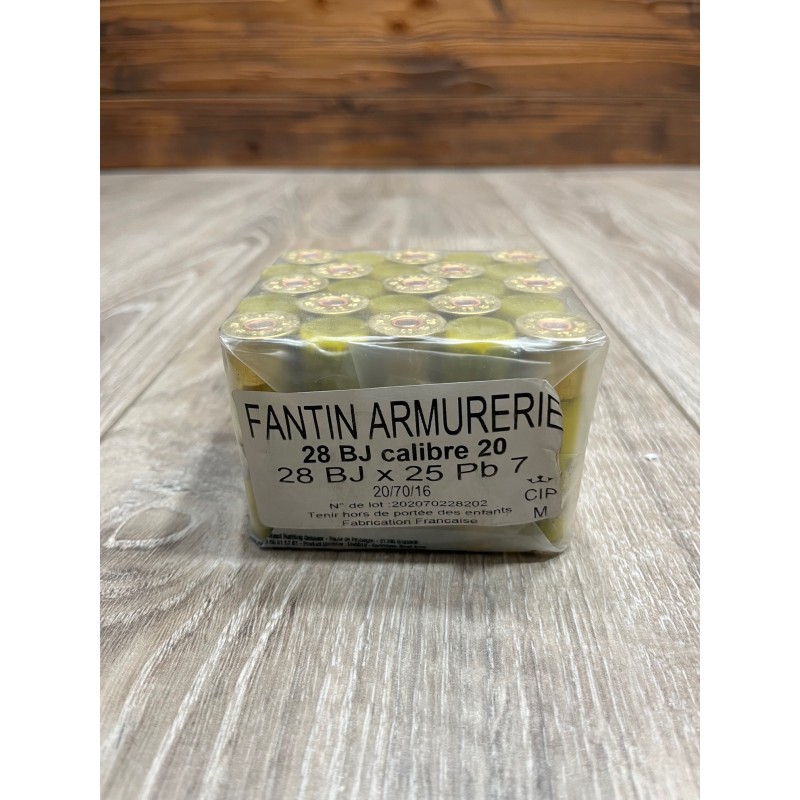 FANTIN ARMURERIE
28 BJ calibre 20
28 BJ x 25 Pb 7
20/70/16
CIP
N° de lot :202070228202
M
Tenir hors de portée des enfants
Fabrication Francaise